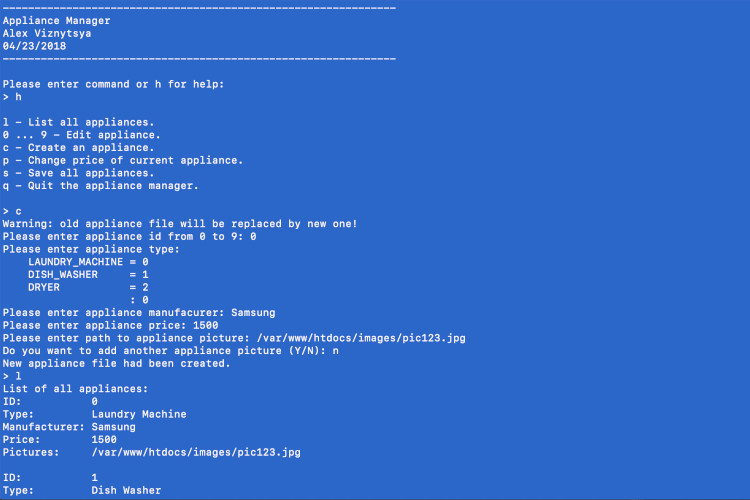 ----------------------------------------------------------------
Appliance Manager
Alex Viznytsya
04/23/2018
----------------------------------------------------------------
Please enter command or h for help:
> h
l - List all appliances.
0 ... 9 - Edit appliance.
c - Create an appliance.
p - Change price of current appliance.
s - Save all appliances.
q - Quit the appliance manager.
> c
Warning: old appliance file will be replaced by new one!
Please enter appliance id from 0 to 9: 0
Please enter appliance type:
    LAUNDRY_MACHINE = 0
    DISH_WASHER     = 1
    DRYER           = 2
                    : 0
Please enter appliance manufacurer: Samsung
Please enter appliance price: 1500
Please enter path to appliance picture: /var/www/htdocs/images/pic123.jpg
Do you want to add another appliance picture (Y/N): n
New appliance file had been created.
> l
List of all appliances:
ID:           0
Type:         Laundry Machine
Manufacturer: Samsung
Price:        1500
Pictures:     /var/www/htdocs/images/pic123.jpg
ID:           1
Type:         Dish Washer